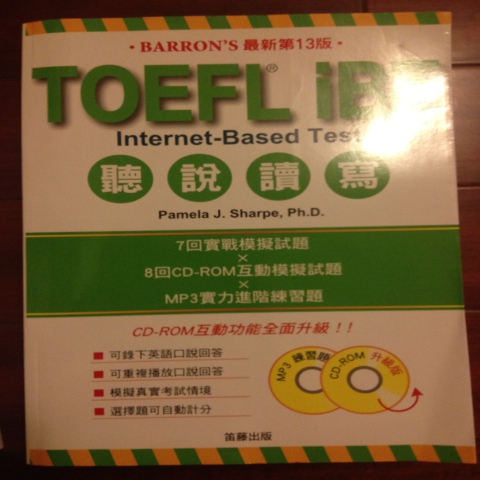 • BARRON'S 最新第13版 •
TOEFL® iBT
Internet-Based Test
聽 說 讀 寫
Pamela J. Sharpe, Ph.D.
7回實戰模擬試題
×
8回CD-ROM互動模擬試題
×
MP3實力進階練習題
CD-ROM互動功能全面升級！！
■ 可錄下英語口說回答
■ 可重複播放口說回答
■ 模擬真實考試情境
■ 選擇題可自動計分
MP3 練習題
CD-ROM 升級版
笛藤出版